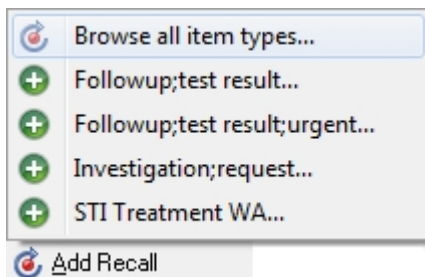 Browse all item types...
Followup;test result...
Followup;test result;urgent...
Investigation;request...
STI Treatment WA...
Add Recall